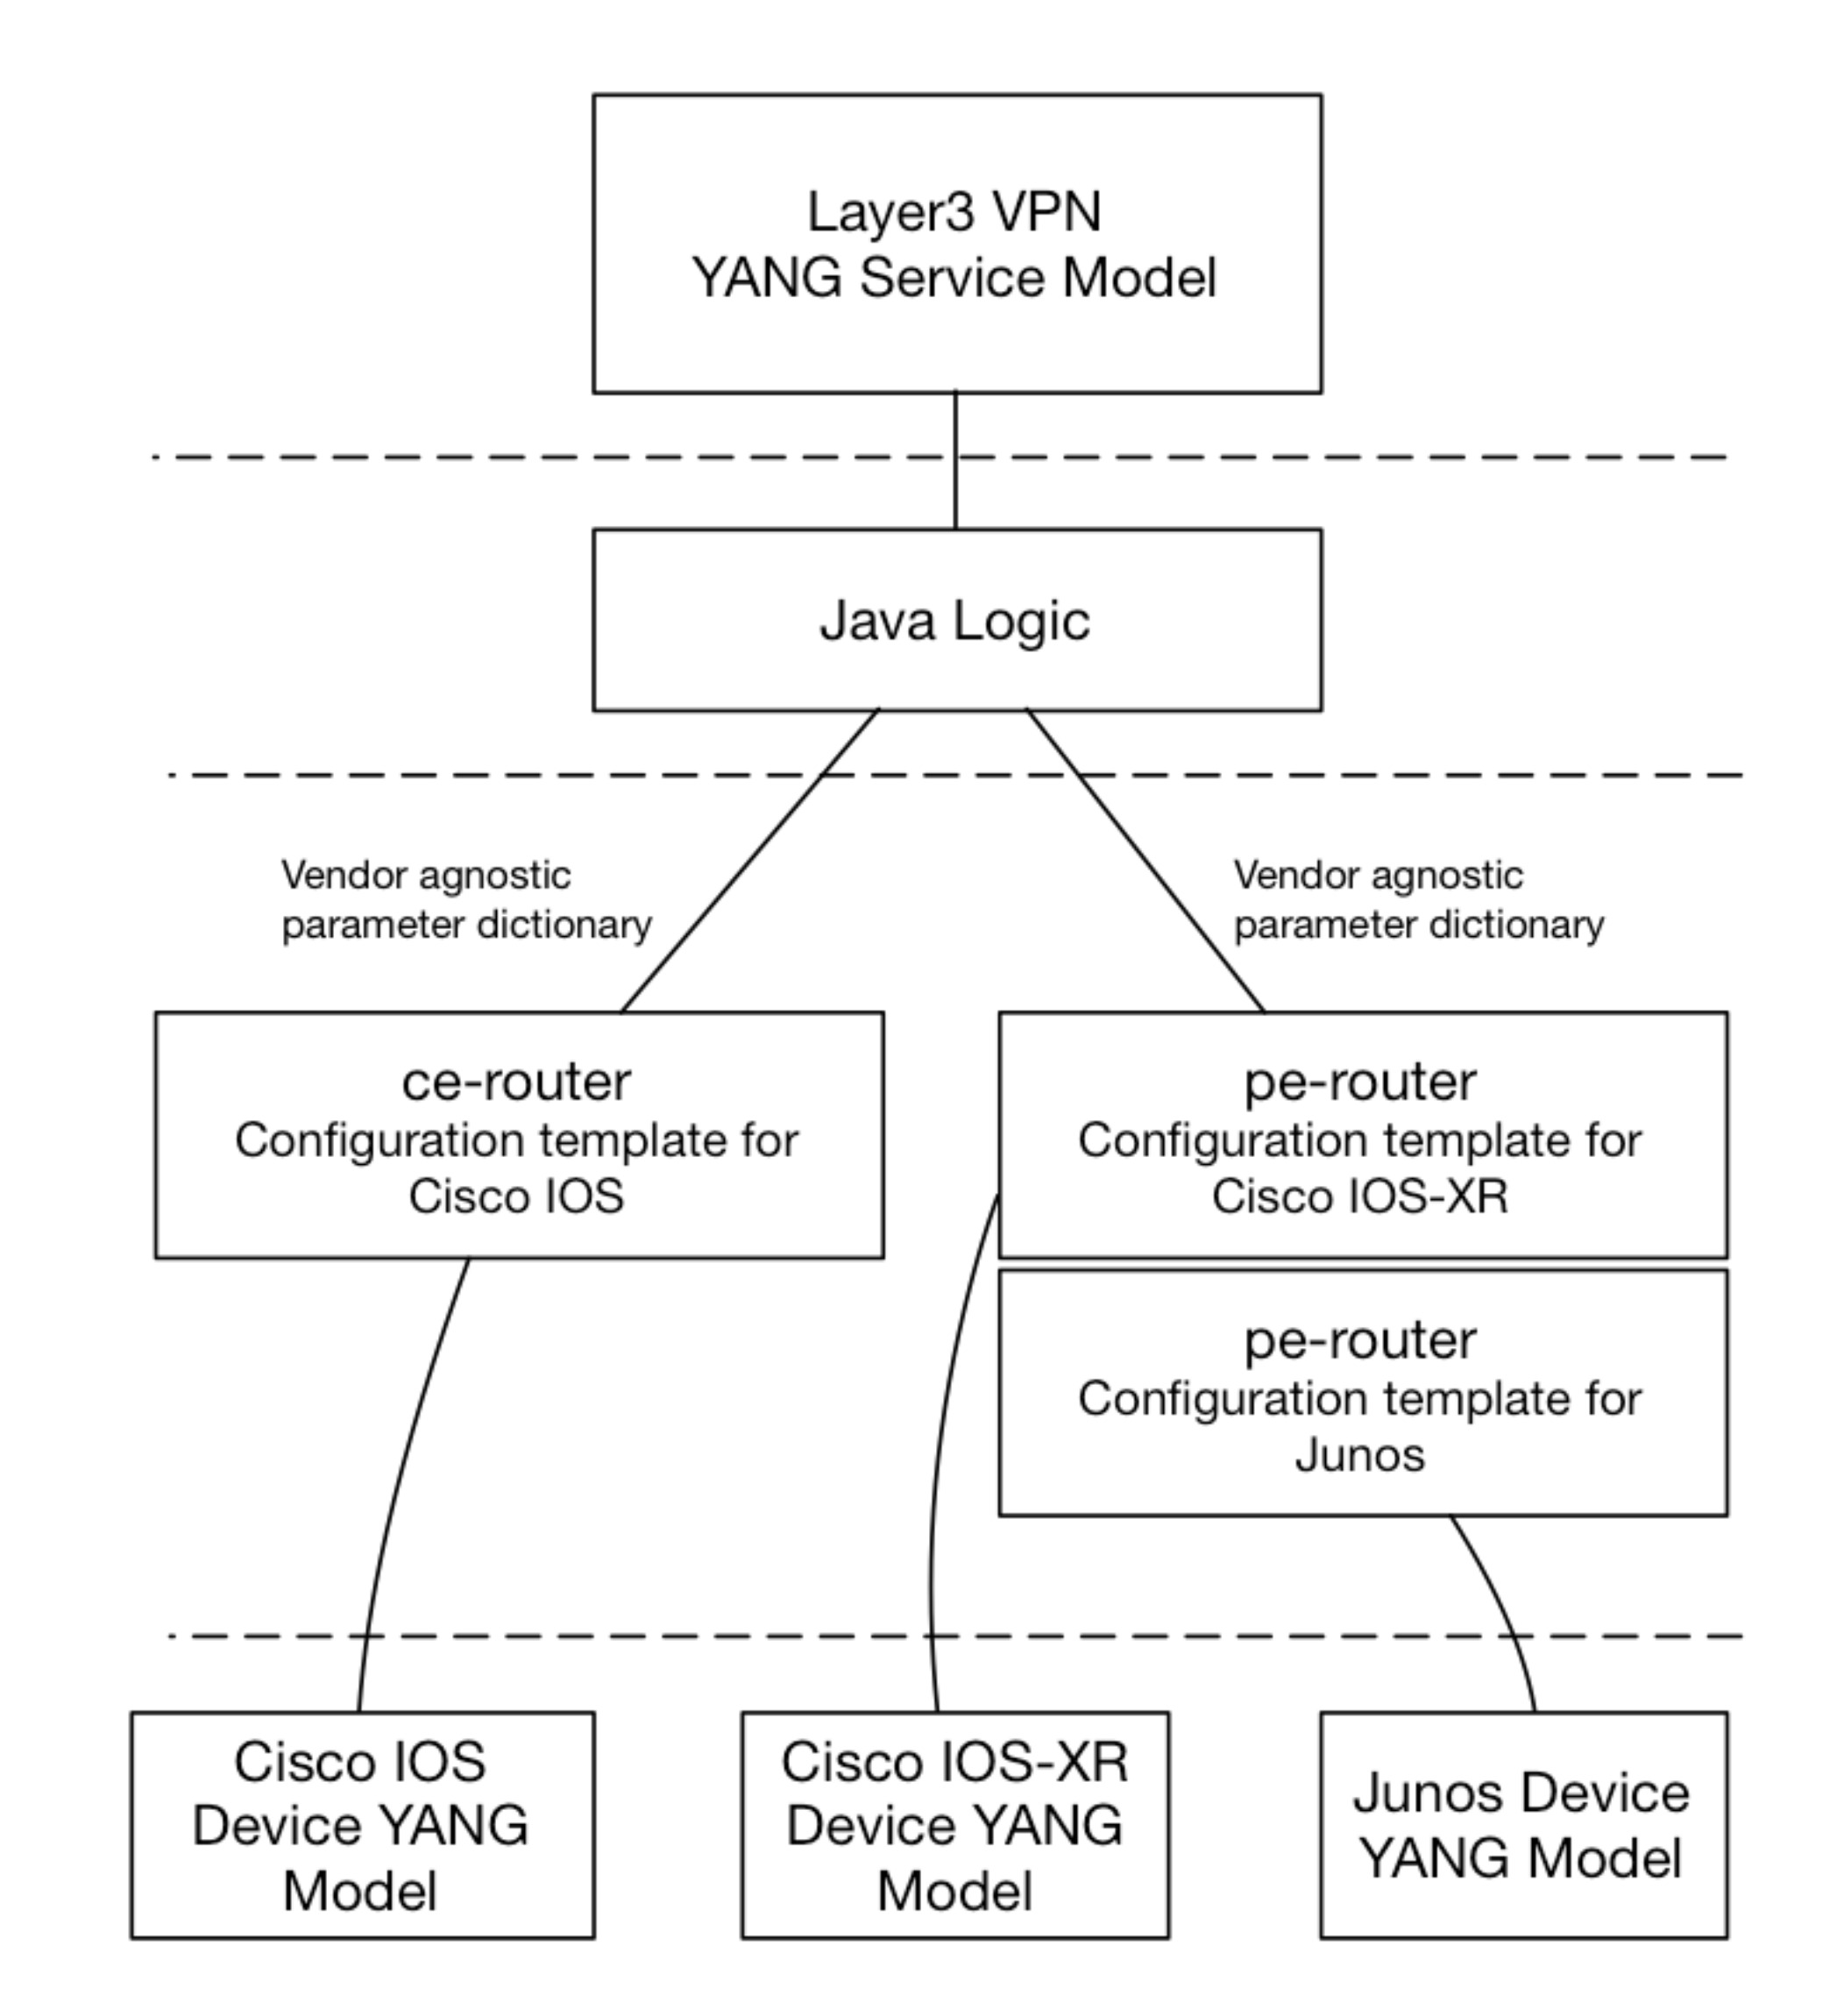 Layer3 VPN
YANG Service Model
Java Logic
Vendor agnostic
parameter dictionary
Vendor agnostic
parameter dictionary
ce-router
Configuration template for
Cisco IOS
pe-router
Configuration template for
Cisco IOS-XR
pe-router
Configuration template for
Junos
Cisco IOS
Device YANG
Model
Cisco IOS-XR
Device YANG
Model
Junos Device
YANG Model